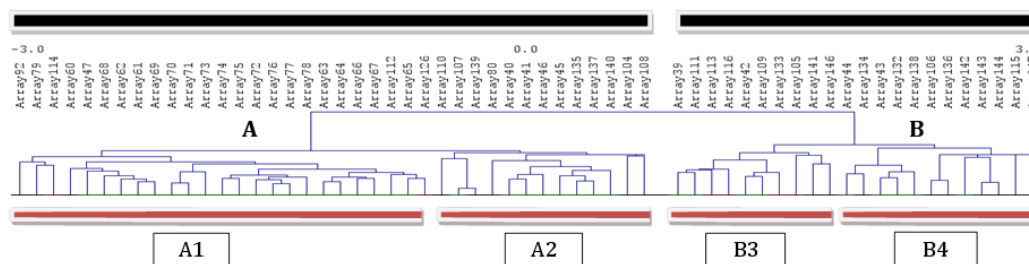 -3.0 0.0 3.
Array92 Array79 Array114 Array60 Array47 Array68 Array62 Array61 Array69 Array70 Array71 Array73 Array74 Array75 Array72 Array76 Array77 Array78 Array63 Array64 Array66 Array67 Array112 Array65 Array126 Array110 Array107 Array139 Array80 Array40 Array41 Array46 Array45 Array135 Array137 Array140 Array104 Array108 Array39 Array111 Array113 Array116 Array42 Array109 Array133 Array105 Array141 Array146 Array44 Array134 Array43 Array132 Array138 Array106 Array136 Array142 Array143 Array144 Array115
A B
A1 A2 B3 B4